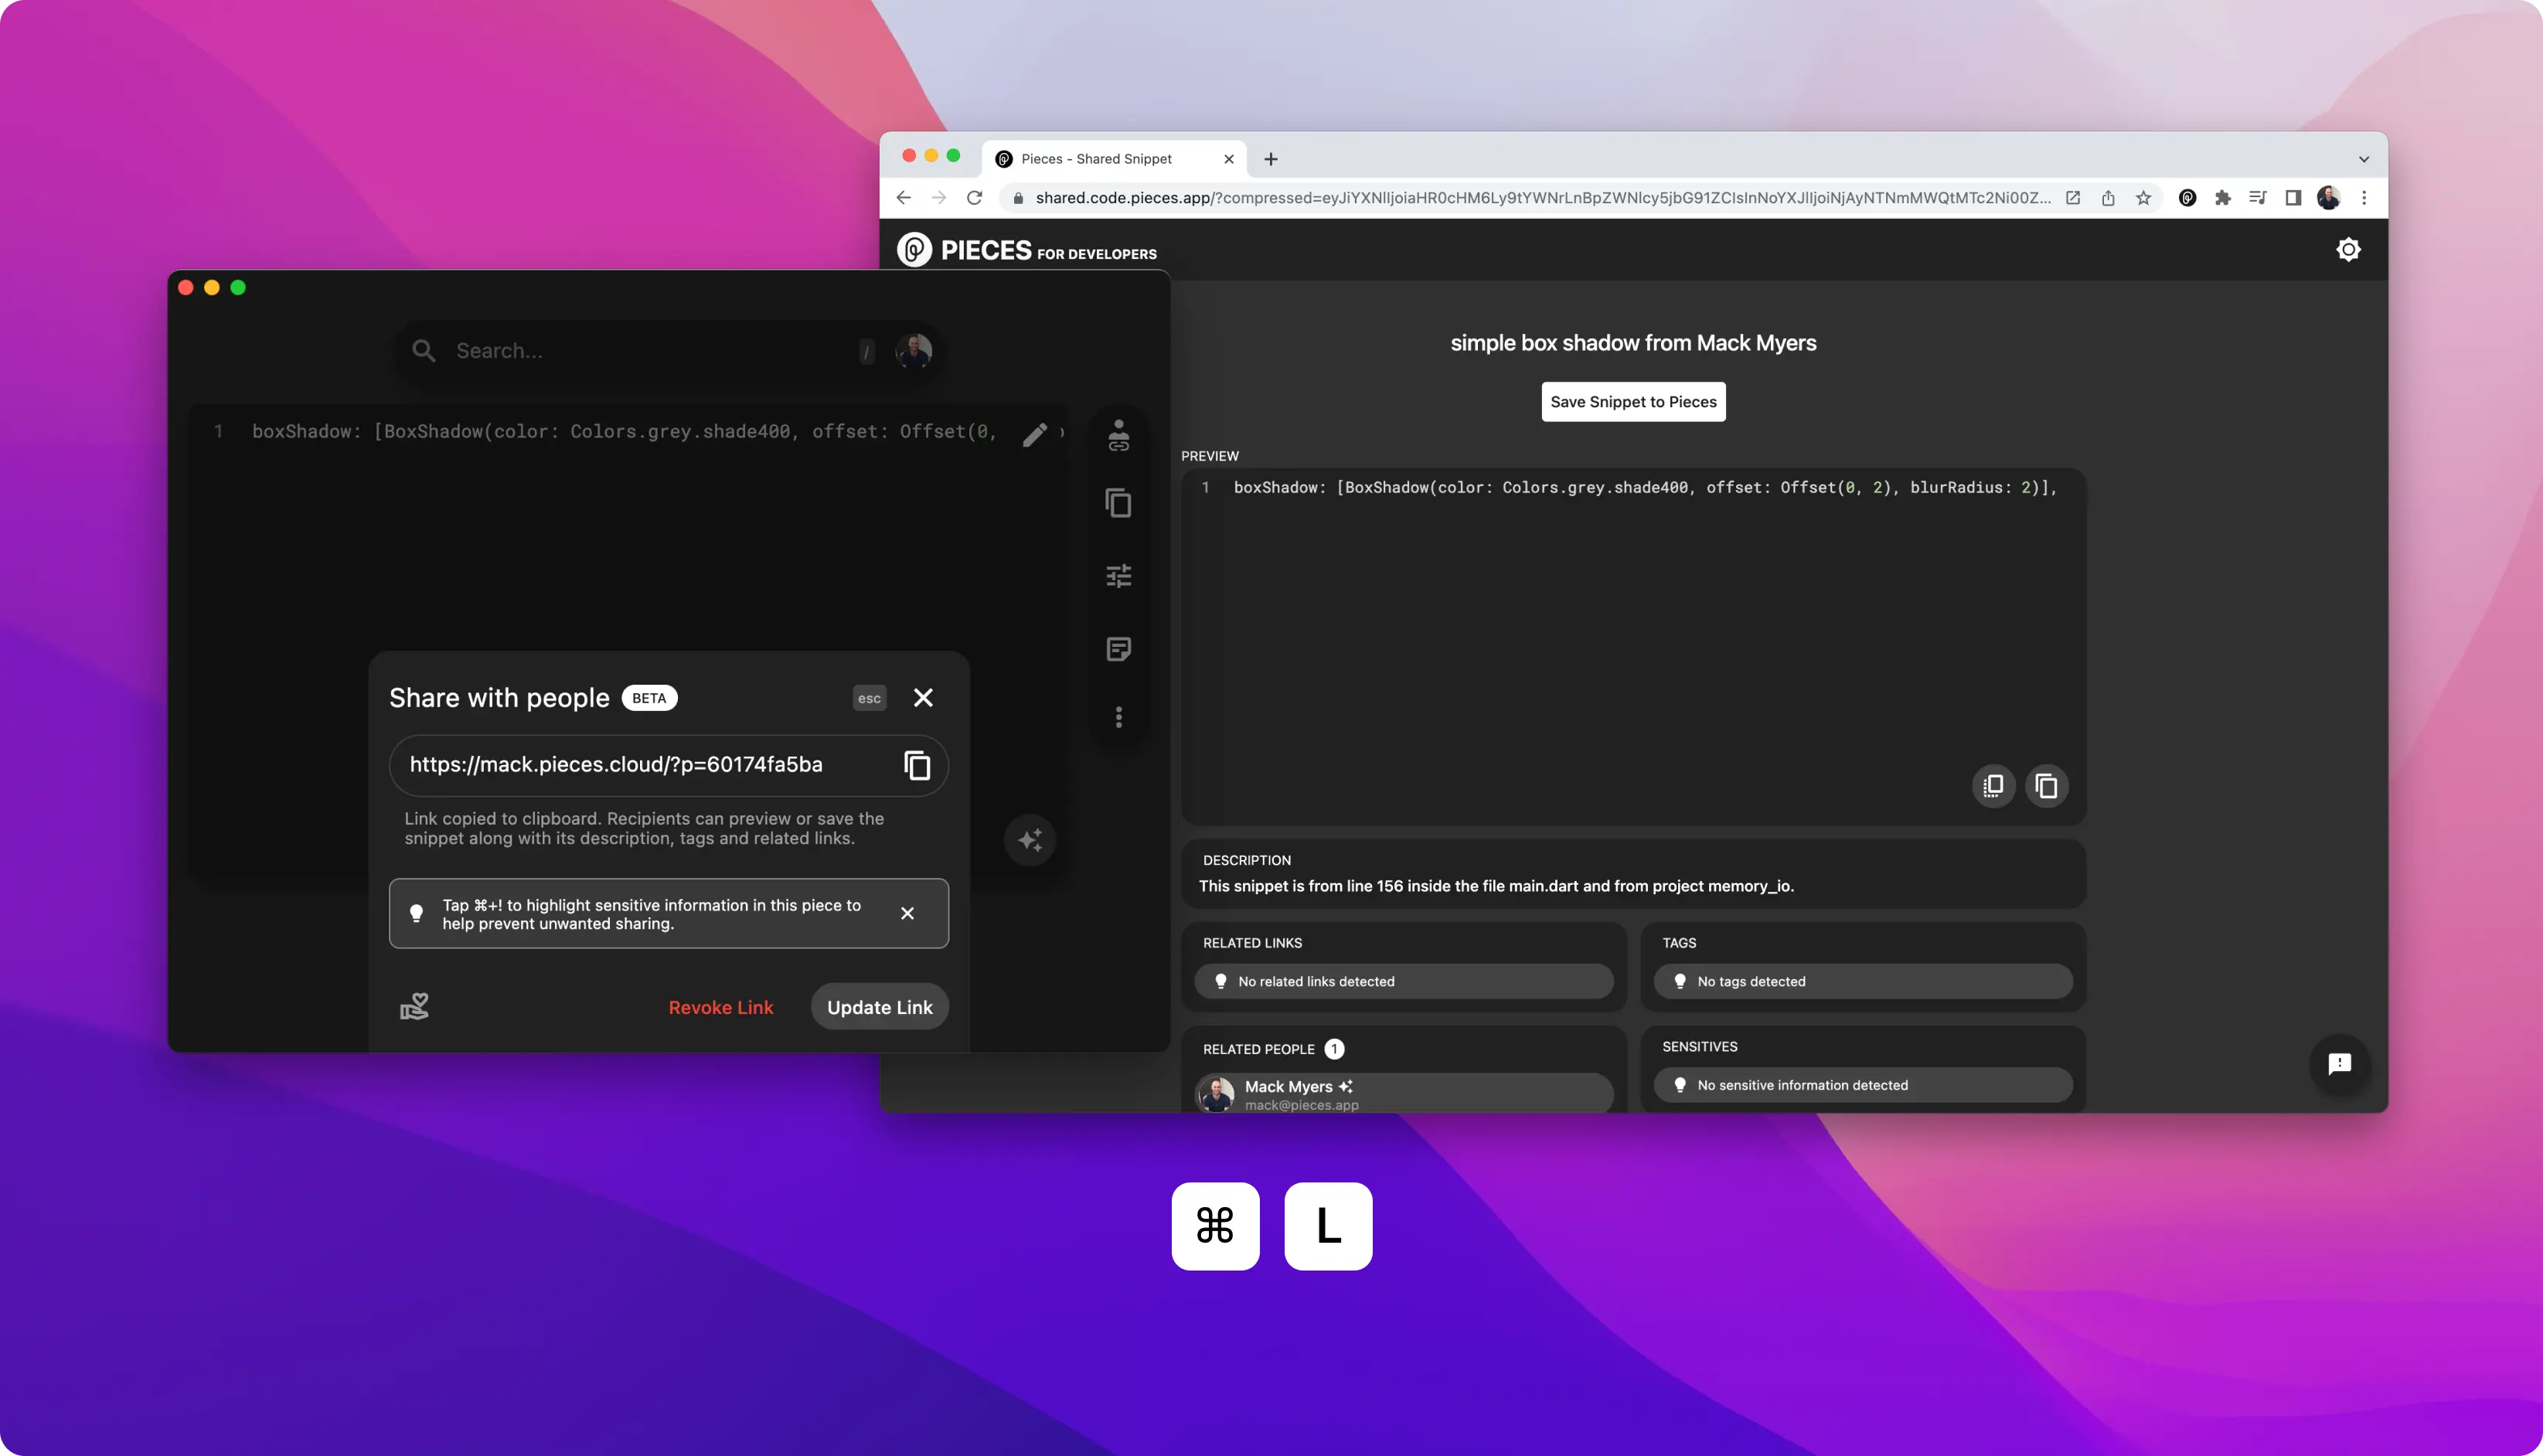 Pieces - Shared Snippet
shared.code.pieces.app/?compressed=eyJiYXNlIjoiaHR0cHM6Ly9tYWNrLnBpZWNlcy5jbG91ZCIsInNoYXJlIjoiNjAyNTNmMWQtMTc2Ni00Z...
PIECES FOR DEVELOPERS
simple box shadow from Mack Myers
Save Snippet to Pieces
PREVIEW
1 boxShadow: [BoxShadow(color: Colors.grey.shade400, offset: Offset(0, 2), blurRadius: 2)],
DESCRIPTION
This snippet is from line 156 inside the file main.dart and from project memory_io.
RELATED LINKS
No related links detected
TAGS
No tags detected
RELATED PEOPLE 1
Mack Myers
mack@pieces.app
SENSITIVES
No sensitive information detected
Search...
/
1 boxShadow: [BoxShadow(color: Colors.grey.shade400, offset: Offset(0,
Share with people BETA
esc
https://mack.pieces.cloud/?p=60174fa5ba
Link copied to clipboard. Recipients can preview or save the
snippet along with its description, tags and related links.
Tap ⌘+! to highlight sensitive information in this piece to
help prevent unwanted sharing.
Revoke Link
Update Link
⌘ L